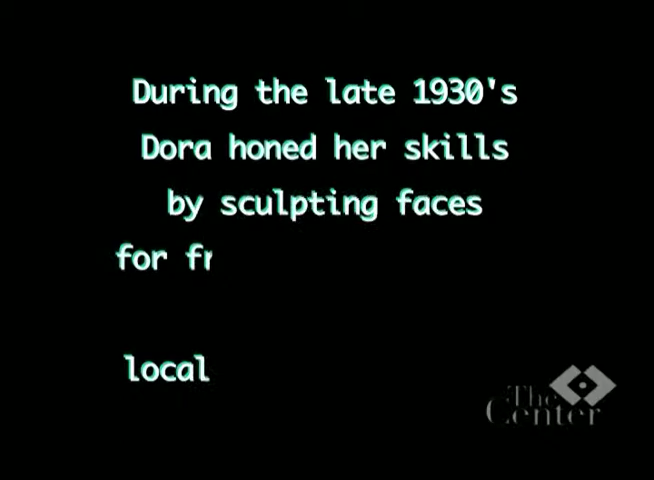 During the late 1930's
Dora honed her skills
by sculpting faces
for fr
local
The
Center